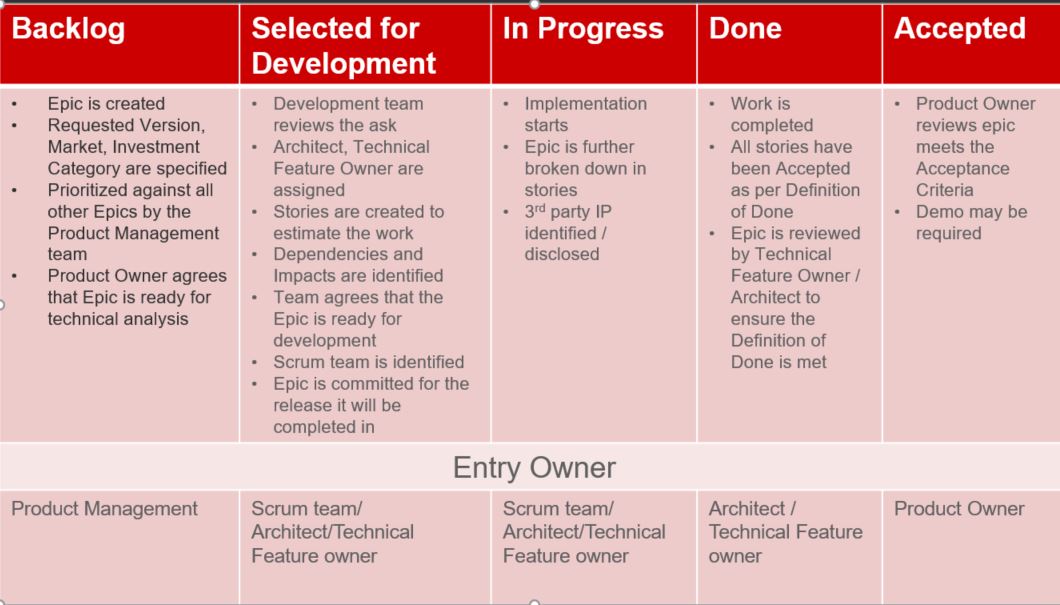 Backlog
Selected for
Development
In Progress
Done
Accepted
• Epic is created
• Requested Version,
Market, Investment
Category are specified
• Prioritized against all
other Epics by the
Product Management
team
• Product Owner agrees
that Epic is ready for
technical analysis
• Development team
reviews the ask
• Architect, Technical
Feature Owner are
assigned
• Stories are created to
estimate the work
• Dependencies and
Impacts are identified
• Team agrees that the
Epic is ready for
development
• Scrum team is identified
• Epic is committed for the
release it will be
completed in
• Implementation
starts
• Epic is further
broken down in
stories
• 3rd party IP
identified /
disclosed
• Work is
completed
• All stories have
been Accepted
as per Definition
of Done
• Epic is reviewed
by Technical
Feature Owner /
Architect to
ensure the
Definition of
Done is met
• Product Owner
reviews epic
meets the
Acceptance
Criteria
• Demo may be
required
Entry Owner
Product Management
Scrum team/
Architect/Technical
Feature owner
Scrum team/
Architect/Technical
Feature owner
Architect /
Technical Feature
owner
Product Owner